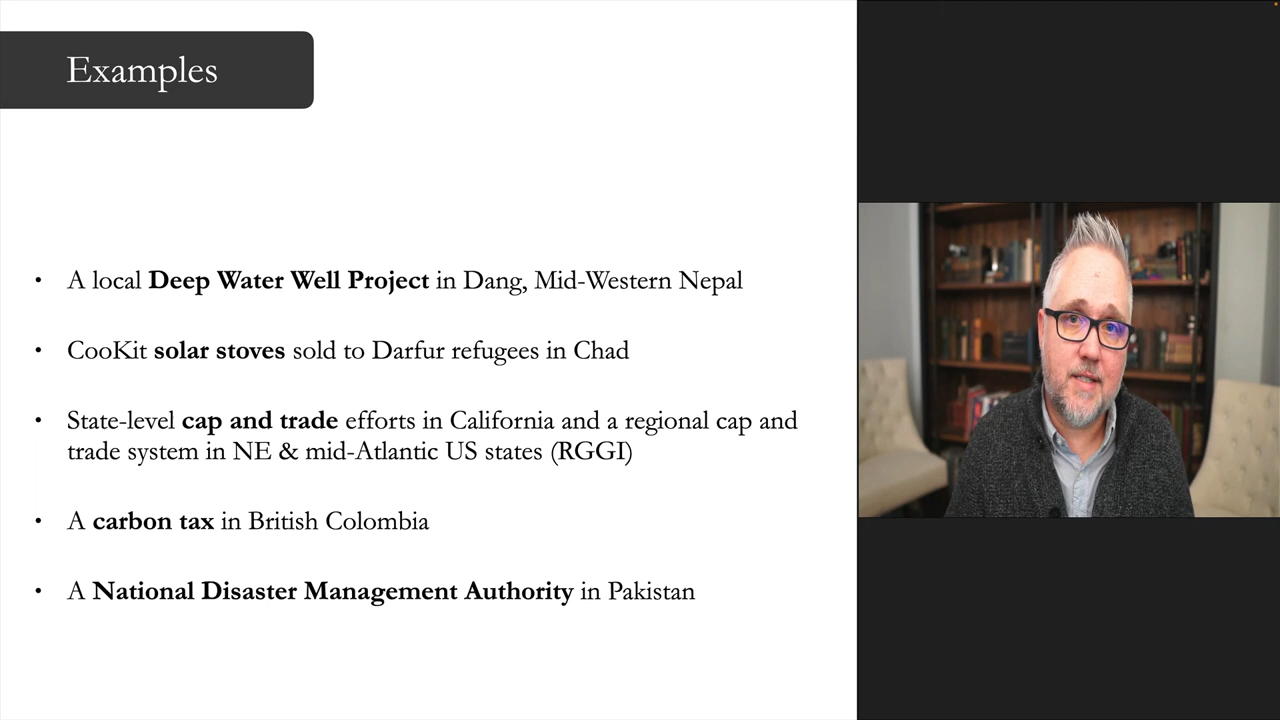 Examples
• A local Deep Water Well Project in Dang, Mid-Western Nepal
• CooKit solar stoves sold to Darfur refugees in Chad
• State-level cap and trade efforts in California and a regional cap and
trade system in NE & mid-Atlantic US states (RGGI)
• A carbon tax in British Colombia
• A National Disaster Management Authority in Pakistan